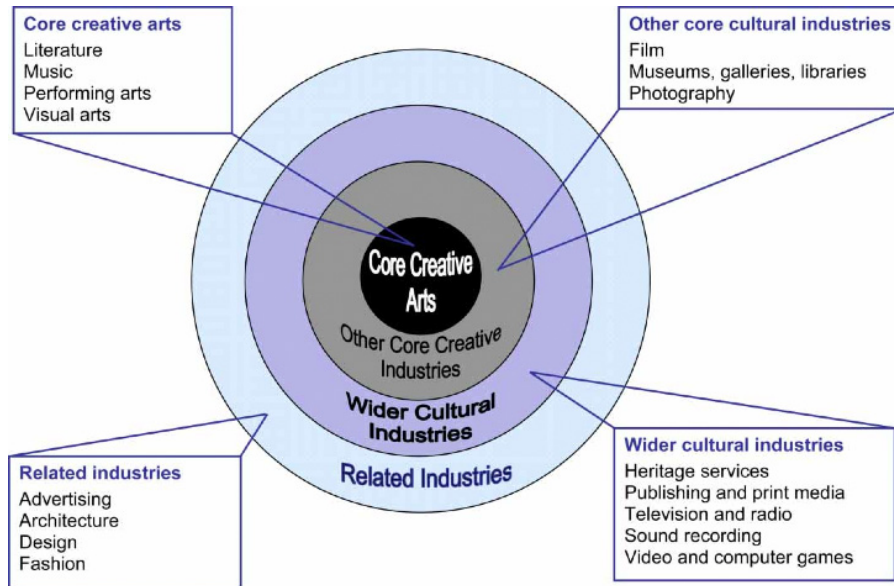 Core creative arts
Literature
Music
Performing arts
Visual arts
Other core cultural industries
Film
Museums, galleries, libraries
Photography
Core Creative
Arts
Other Core Creative
Industries
Wider Cultural
Industries
Related Industries
Related industries
Advertising
Architecture
Design
Fashion
Wider cultural industries
Heritage services
Publishing and print media
Television and radio
Sound recording
Video and computer games